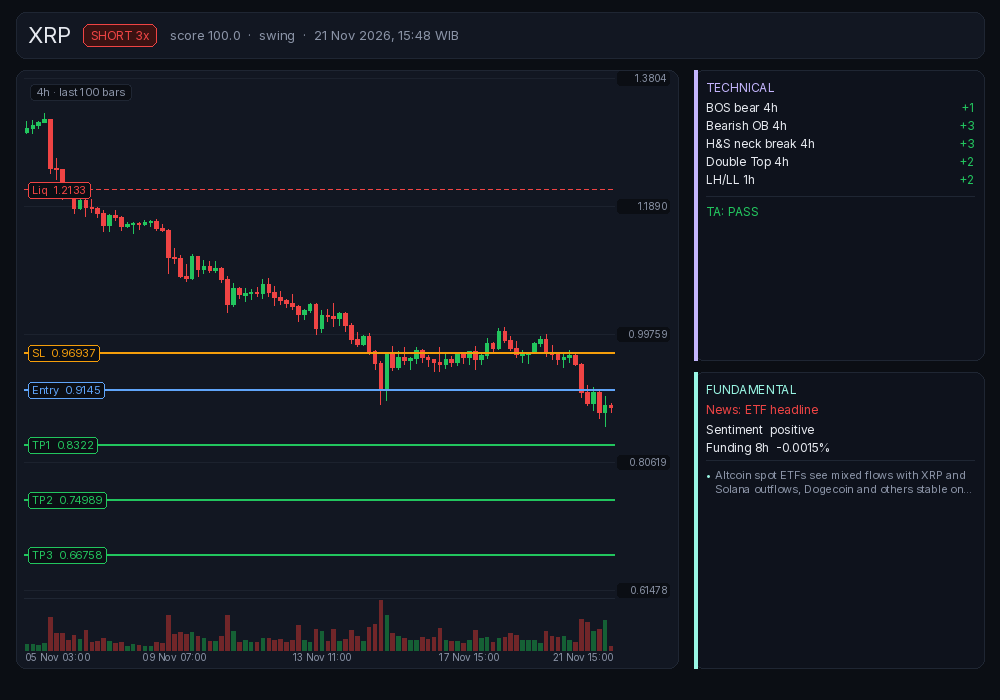 XRP SHORT 3x score 100.0 · swing · 21 Nov 2026, 15:48 WIB
4h · last 100 bars
1.3804
Liq 1.2133
1.1890
0.99759
SL 0.96937
Entry 0.9145
TP1 0.8322
0.80619
TP2 0.74989
TP3 0.66758
0.61478
05 Nov 03:00 09 Nov 07:00 13 Nov 11:00 17 Nov 15:00 21 Nov 15:00
TECHNICAL
BOS bear 4h +1
Bearish OB 4h +3
H&S neck break 4h +3
Double Top 4h +2
LH/LL 1h +2
TA: PASS
FUNDAMENTAL
News: ETF headline
Sentiment positive
Funding 8h -0.0015%
• Altcoin spot ETFs see mixed flows with XRP and
Solana outflows, Dogecoin and others stable on...